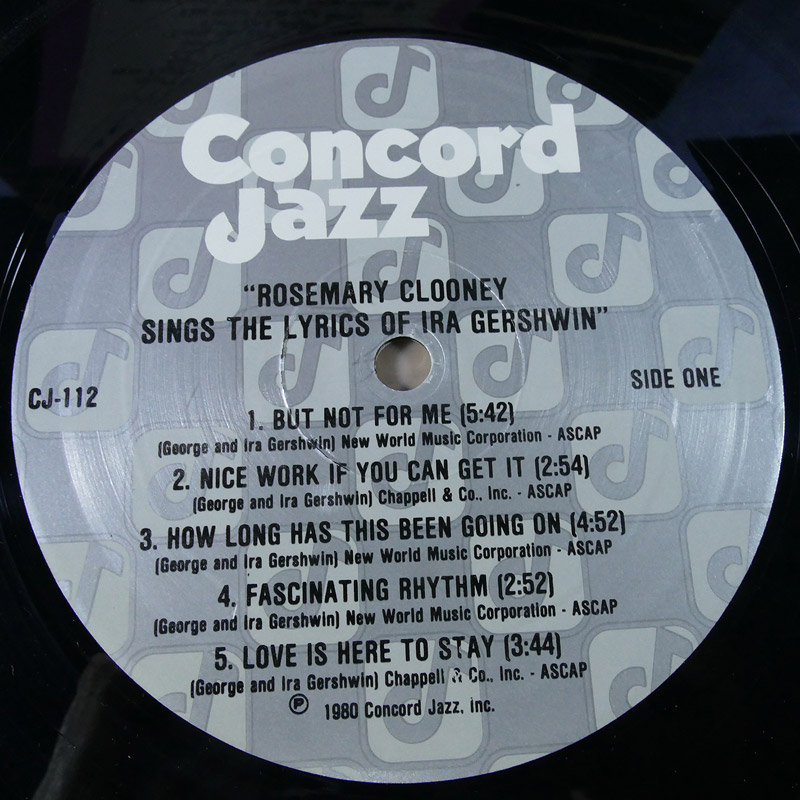 Concord
Jazz
"ROSEMARY CLOONEY
SINGS THE LYRICS OF IRA GERSHWIN"
CJ-112
SIDE ONE
1. BUT NOT FOR ME (5:42)
(George and Ira Gershwin) New World Music Corporation - ASCAP
2. NICE WORK IF YOU CAN GET IT (2:54)
(George and Ira Gershwin) Chappell & Co., Inc. - ASCAP
3. HOW LONG HAS THIS BEEN GOING ON (4:52)
(George and Ira Gershwin) New World Music Corporation - ASCAP
4. FASCINATING RHYTHM (2:52)
(George and Ira Gershwin) New World Music Corporation - ASCAP
5. LOVE IS HERE TO STAY (3:44)
(George and Ira Gershwin) Chappell & Co., Inc. - ASCAP
℗ 1980 Concord Jazz, Inc.